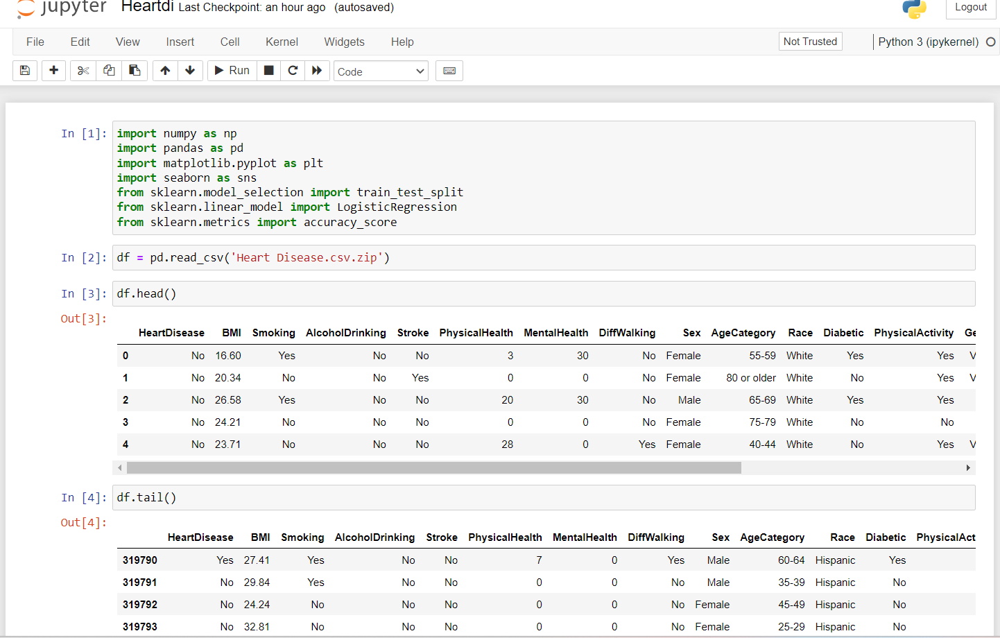 jupyter Heartdi Last Checkpoint: an hour ago (autosaved) Logout
File Edit View Insert Cell Kernel Widgets Help Not Trusted Python 3 (ipykernel)
Run Code
In [1]: import numpy as np
import pandas as pd
import matplotlib.pyplot as plt
import seaborn as sns
from sklearn.model_selection import train_test_split
from sklearn.linear_model import LogisticRegression
from sklearn.metrics import accuracy_score
In [2]: df = pd.read_csv('Heart Disease.csv.zip')
In [3]: df.head()
Out[3]:
HeartDisease BMI Smoking AlcoholDrinking Stroke PhysicalHealth MentalHealth DiffWalking Sex AgeCategory Race Diabetic PhysicalActivity Ge
0 No 16.60 Yes No No 3 30 No Female 55-59 White Yes Yes V
1 No 20.34 No No Yes 0 0 No Female 80 or older White No Yes V
2 No 26.58 Yes No No 20 30 No Male 65-69 White Yes Yes
3 No 24.21 No No No 0 0 No Female 75-79 White No No
4 No 23.71 No No No 28 0 Yes Female 40-44 White No Yes V
In [4]: df.tail()
Out[4]:
HeartDisease BMI Smoking AlcoholDrinking Stroke PhysicalHealth MentalHealth DiffWalking Sex AgeCategory Race Diabetic PhysicalAct
319790 Yes 27.41 Yes No No 7 0 Yes Male 60-64 Hispanic Yes
319791 No 29.84 Yes No No 0 0 No Male 35-39 Hispanic No
319792 No 24.24 No No No 0 0 No Female 45-49 Hispanic No
319793 No 32.81 No No No 0 0 No Female 25-29 Hispanic No